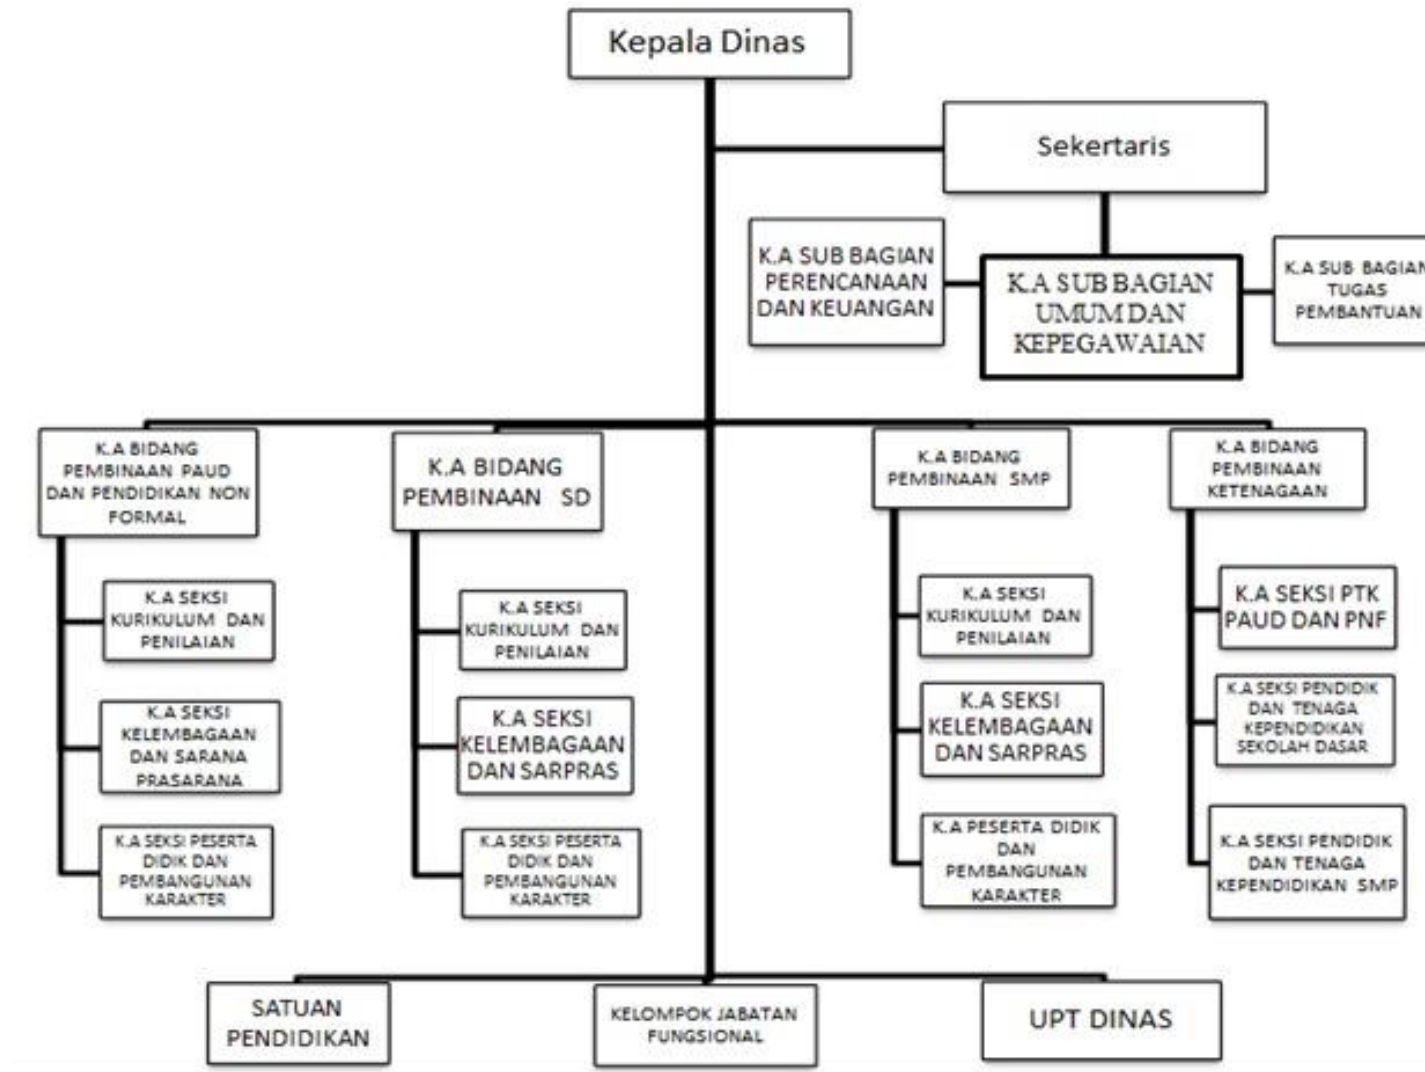 Kepala Dinas
Sekertaris
K.A SUB BAGIAN
PERENCANAAN
DAN KEUANGAN
K.A SUB BAGIAN
UMUM DAN
KEPEGAWAIAN
K.A SUB BAGIAN
TUGAS
PEMBANTUAN
K.A BIDANG
PEMBINAAN PAUD
DAN PENDIDIKAN NON
FORMAL
K.A SEKSI
KURIKULUM DAN
PENILAIAN
K.A SEKSI
KELEMBAGAAN
DAN SARANA
PRASARANA
K.A SEKSI PESERTA
DIDIK DAN
PEMBANGUNAN
KARAKTER
K.A BIDANG
PEMBINAAN SD
K.A SEKSI
KURIKULUM DAN
PENILAIAN
K.A SEKSI
KELEMBAGAAN
DAN SARPRAS
K.A SEKSI PESERTA
DIDIK DAN
PEMBANGUNAN
KARAKTER
K.A BIDANG
PEMBINAAN SMP
K.A SEKSI
KURIKULUM DAN
PENILAIAN
K.A SEKSI
KELEMBAGAAN
DAN SARPRAS
K.A PESERTA DIDIK
DAN
PEMBANGUNAN
KARAKTER
K.A BIDANG
PEMBINAAN
KETENAGAAN
K.A SEKSI PTK
PAUD DAN PNF
K.A SEKSI PENDIDIK
DAN TENAGA
KEPENDIDIKAN
SEKOLAH DASAR
K.A SEKSI PENDIDIK
DAN TENAGA
KEPENDIDIKAN SMP
SATUAN
PENDIDIKAN
KELOMPOK JABATAN
FUNGSIONAL
UPT DINAS